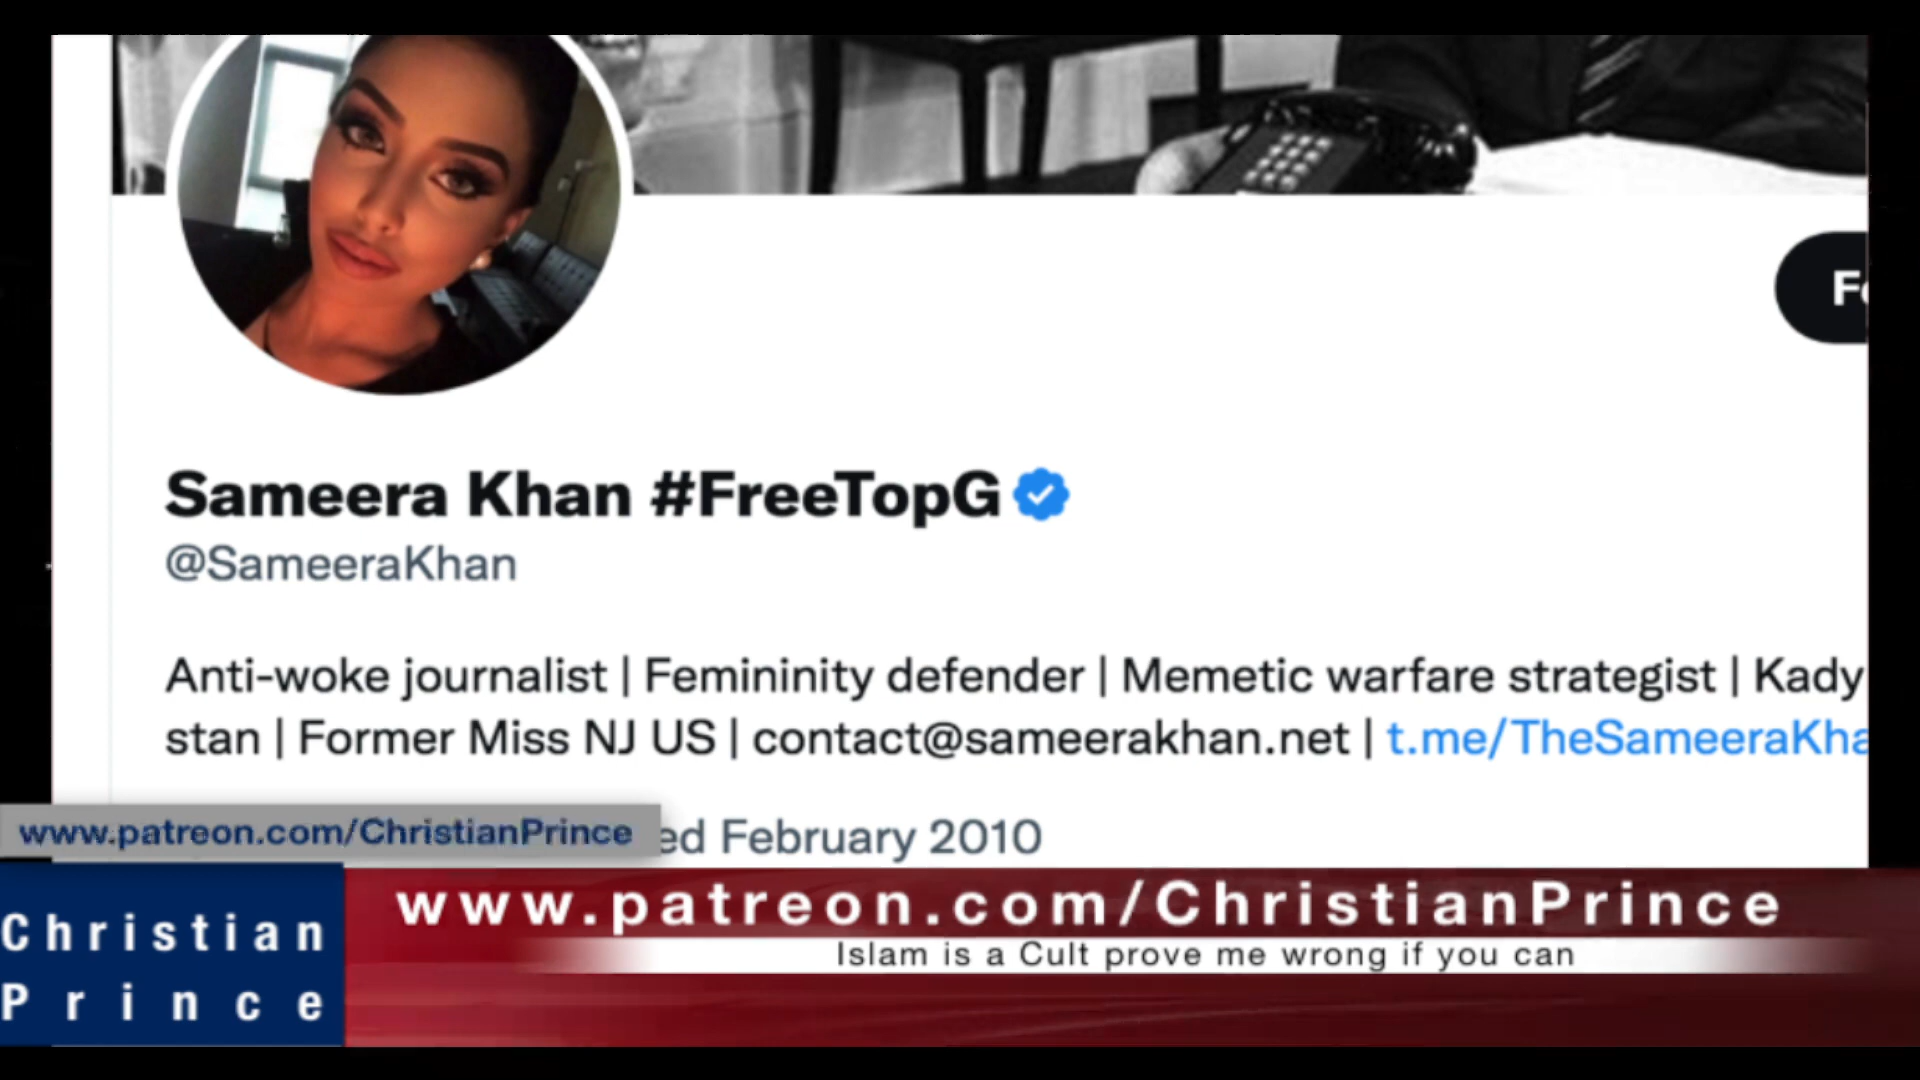 Fo
Sameera Khan #FreeTopG
@SameeraKhan
Anti-woke journalist | Femininity defender | Memetic warfare strategist | Kady
stan | Former Miss NJ US | contact@sameerakhan.net | t.me/TheSameeraKha
ed February 2010
www.patreon.com/ChristianPrince
Christian
Prince
www.patreon.com/ChristianPrince
Islam is a Cult prove me wrong if you can